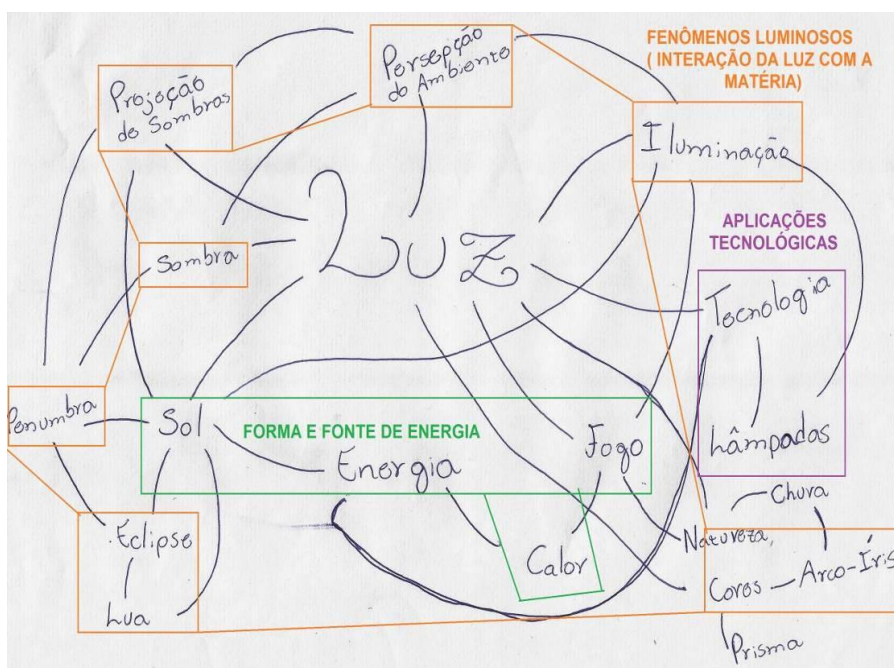 FENÔMENOS LUMINOSOS
( INTERAÇÃO DA LUZ COM A
MATÉRIA)
Persepção
do Ambiente
Projeção
de Sombras
Iluminação
LUZ
APLICAÇÕES
TECNOLÓGICAS
Sombra
Tecnologia
Penumbra
Sol
FORMA E FONTE DE ENERGIA
Energia
Fogo
Lâmpadas
Chuva
Eclipse
Calor
Natureza
Cores
Arco-Íris
Lua
Prisma